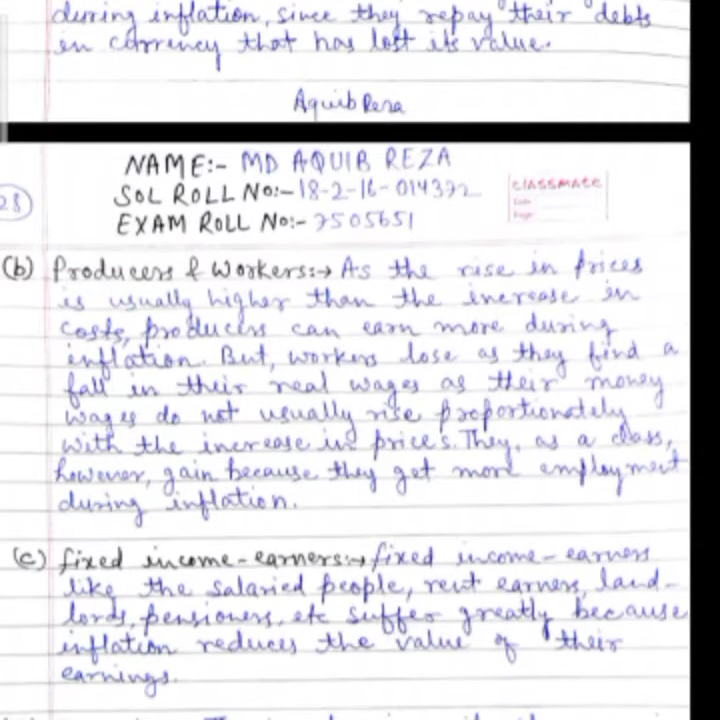 during inflation, since they repay their debts
in currency that has lost its value.
Aquib Reza
NAME:- MD AQUIB REZA
SOL ROLL No:- 18-2-16-014372
EXAM ROLL No:- 7505651
CLASSMATE
Date
Page
28
(b) Producers & Workers:→ As the rise in prices
is usually higher than the increase in
costs, producers can earn more during
inflation. But, workers lose as they find a
fall in their real wages as their money
wages do not usually rise proportionately
with the increase in prices. They, as a class,
however, gain because they get more employment
during inflation.
(c) fixed income-earners:→ fixed income-earners
like the salaried people, rent earners, land-
lords, pensioners, etc suffer greatly because
inflation reduces the value of their
earnings.